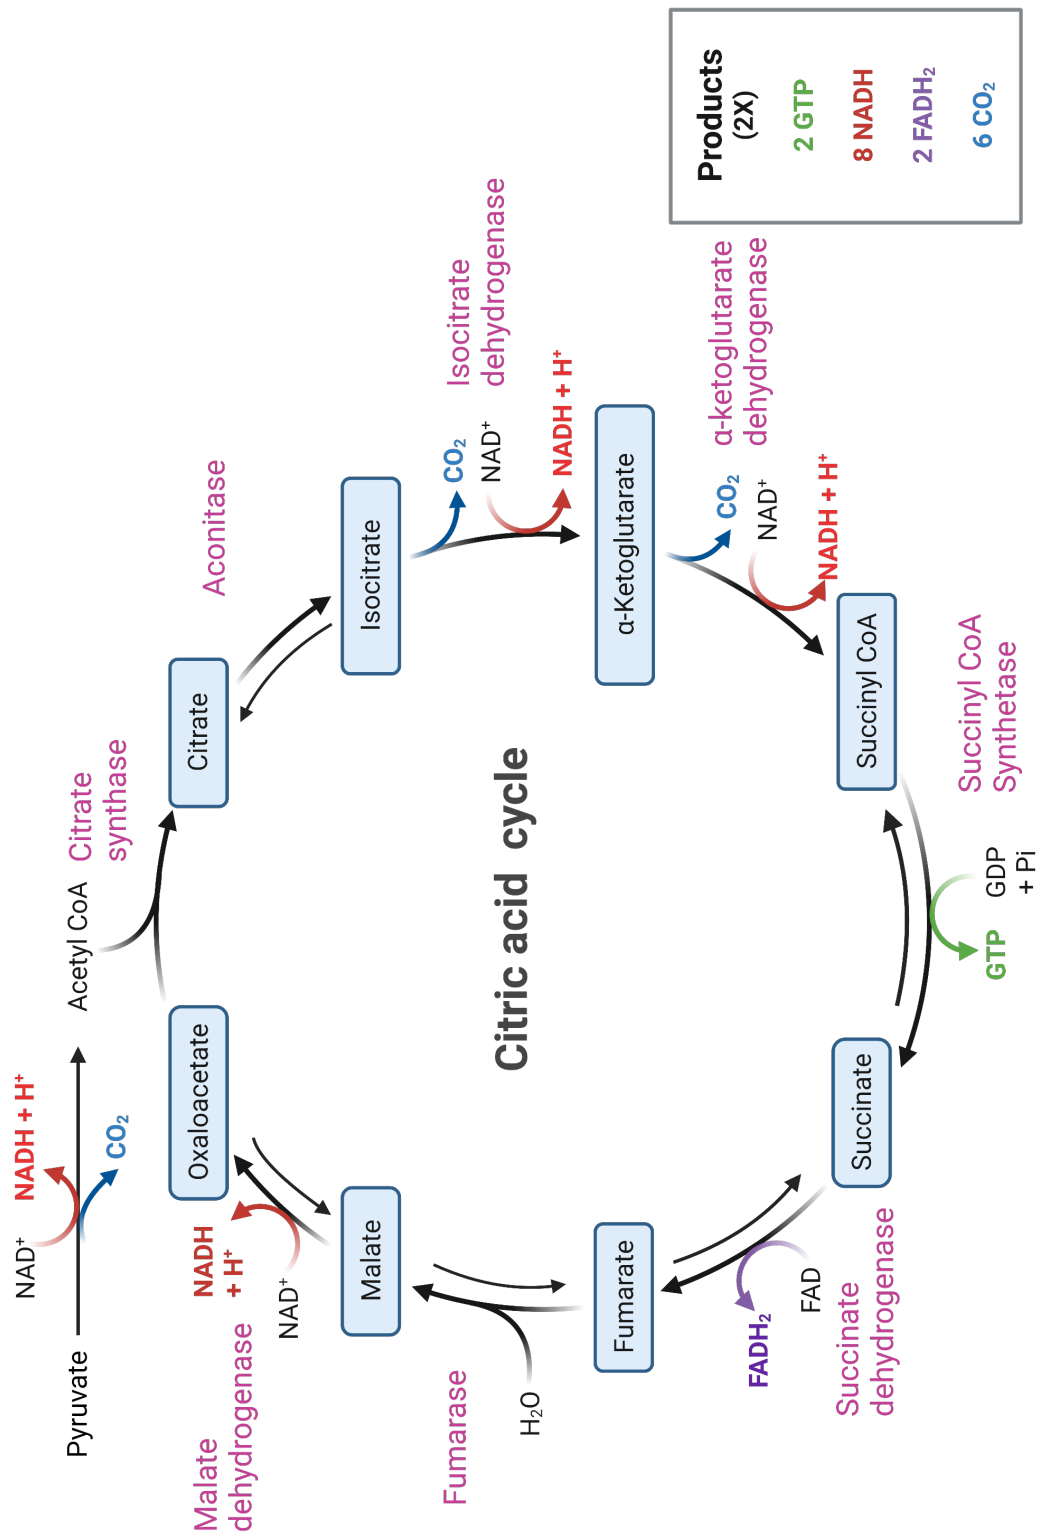 Pyruvate
NAD⁺
NADH + H⁺
CO₂
Acetyl CoA
Citrate
synthase
Oxaloacetate
Citrate
Aconitase
Isocitrate
Isocitrate
dehydrogenase
CO₂
NAD⁺
NADH + H⁺
α-Ketoglutarate
α-ketoglutarate
dehydrogenase
CO₂
NAD⁺
NADH + H⁺
Succinyl CoA
Succinyl CoA
Synthetase
GDP
+ Pi
GTP
Succinate
Succinate
dehydrogenase
FAD
FADH₂
Fumarate
Fumarase
H₂O
Malate
Malate
dehydrogenase
NAD⁺
NADH
+ H⁺
Citric acid cycle
Products
(2X)
2 GTP
8 NADH
2 FADH₂
6 CO₂